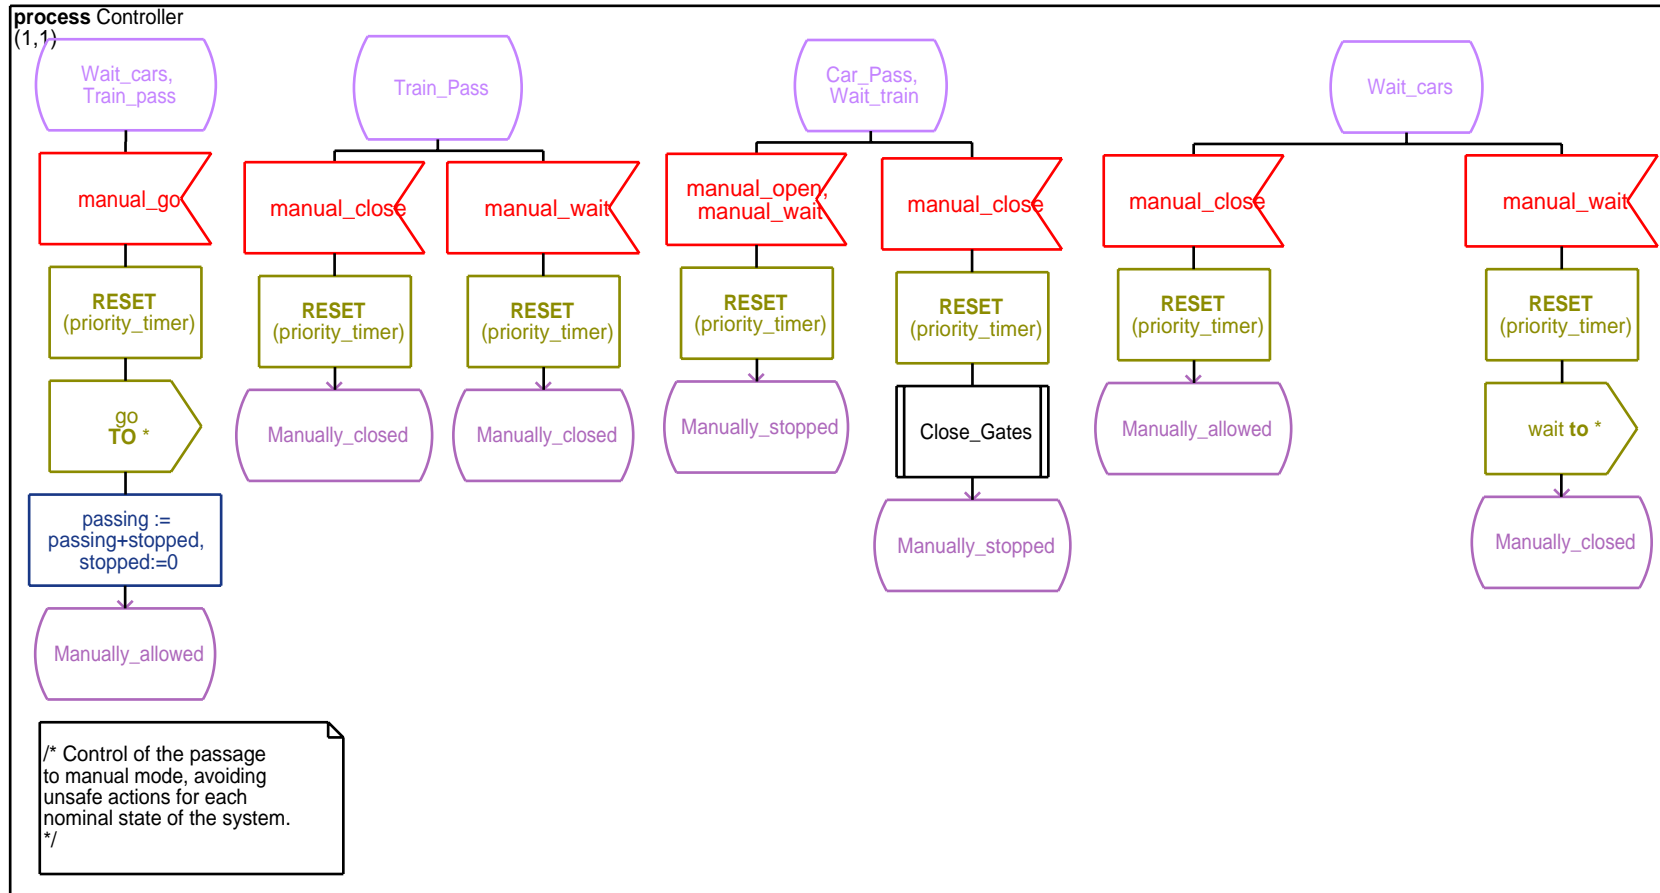 process Controller
(1,1)
Wait_cars,
Train_pass
manual_go
RESET
(priority_timer)
go
TO *
passing :=
passing+stopped,
stopped:=0
Manually_allowed
Train_Pass
manual_close
RESET
(priority_timer)
Manually_closed
manual_wait
RESET
(priority_timer)
Manually_closed
Car_Pass,
Wait_train
manual_open,
manual_wait
RESET
(priority_timer)
Manually_stopped
manual_close
RESET
(priority_timer)
Close_Gates
Manually_stopped
Wait_cars
manual_close
RESET
(priority_timer)
Manually_allowed
manual_wait
RESET
(priority_timer)
wait to *
Manually_closed
/* Control of the passage
to manual mode, avoiding
unsafe actions for each
nominal state of the system.
*/